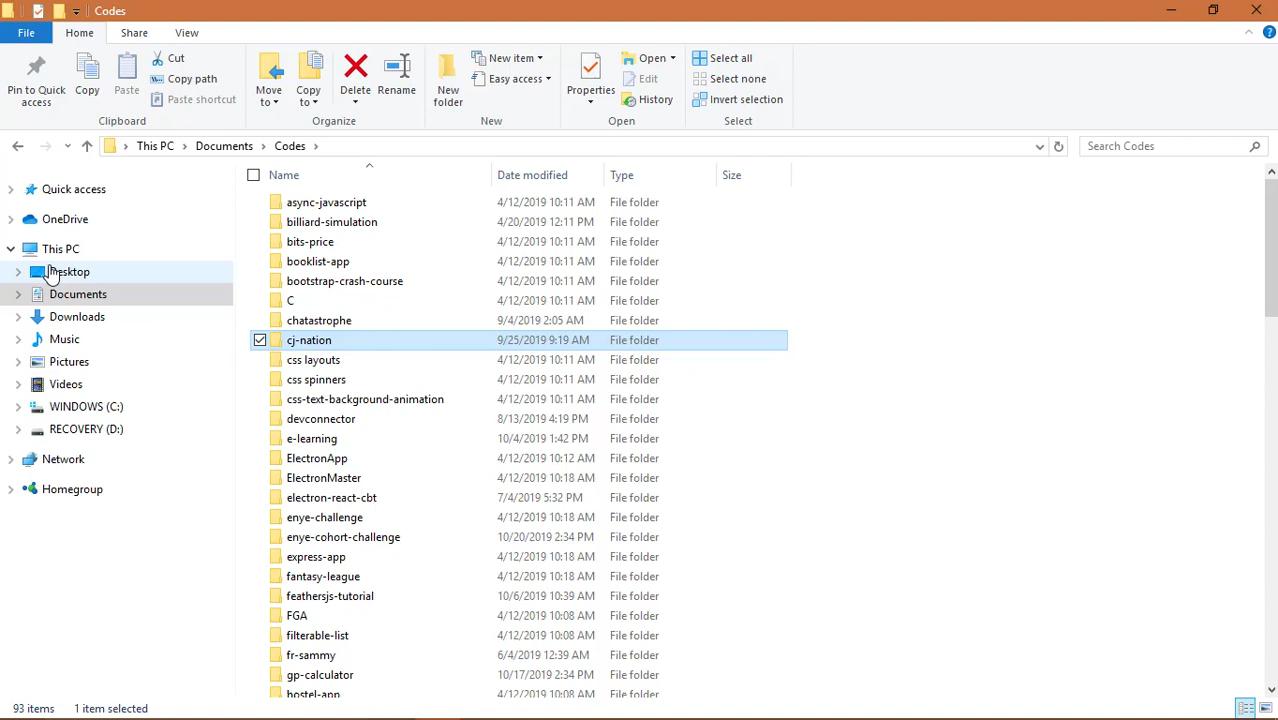 Codes
File Home Share View
Pin to Quick access
Copy
Paste
Cut
Copy path
Paste shortcut
Clipboard
Move to
Copy to
Delete
Rename
Organize
New folder
New item
Easy access
New
Properties
Open
Edit
History
Open
Select all
Select none
Invert selection
Select
This PC Documents Codes
Search Codes
Quick access
OneDrive
This PC
Desktop
Documents
Downloads
Music
Pictures
Videos
WINDOWS (C:)
RECOVERY (D:)
Network
Homegroup
Name Date modified Type Size
async-javascript 4/12/2019 10:11 AM File folder
billiard-simulation 4/20/2019 12:11 PM File folder
bits-price 4/12/2019 10:11 AM File folder
booklist-app 4/12/2019 10:11 AM File folder
bootstrap-crash-course 4/12/2019 10:11 AM File folder
C 4/12/2019 10:11 AM File folder
chatastrophe 9/4/2019 2:05 AM File folder
cj-nation 9/25/2019 9:19 AM File folder
css layouts 4/12/2019 10:11 AM File folder
css spinners 4/12/2019 10:11 AM File folder
css-text-background-animation 4/12/2019 10:11 AM File folder
devconnector 8/13/2019 4:19 PM File folder
e-learning 10/4/2019 1:42 PM File folder
ElectronApp 4/12/2019 10:12 AM File folder
ElectronMaster 4/12/2019 10:18 AM File folder
electron-react-cbt 7/4/2019 5:32 PM File folder
enye-challenge 4/12/2019 10:18 AM File folder
enye-cohort-challenge 10/20/2019 2:34 PM File folder
express-app 4/12/2019 10:18 AM File folder
fantasy-league 4/12/2019 10:18 AM File folder
feathersjs-tutorial 10/6/2019 10:39 AM File folder
FGA 4/12/2019 10:08 AM File folder
filterable-list 4/12/2019 10:08 AM File folder
fr-sammy 6/4/2019 12:39 AM File folder
gp-calculator 10/17/2019 2:34 PM File folder
hostel-app 4/12/2019 10:08 AM File folder
93 items 1 item selected